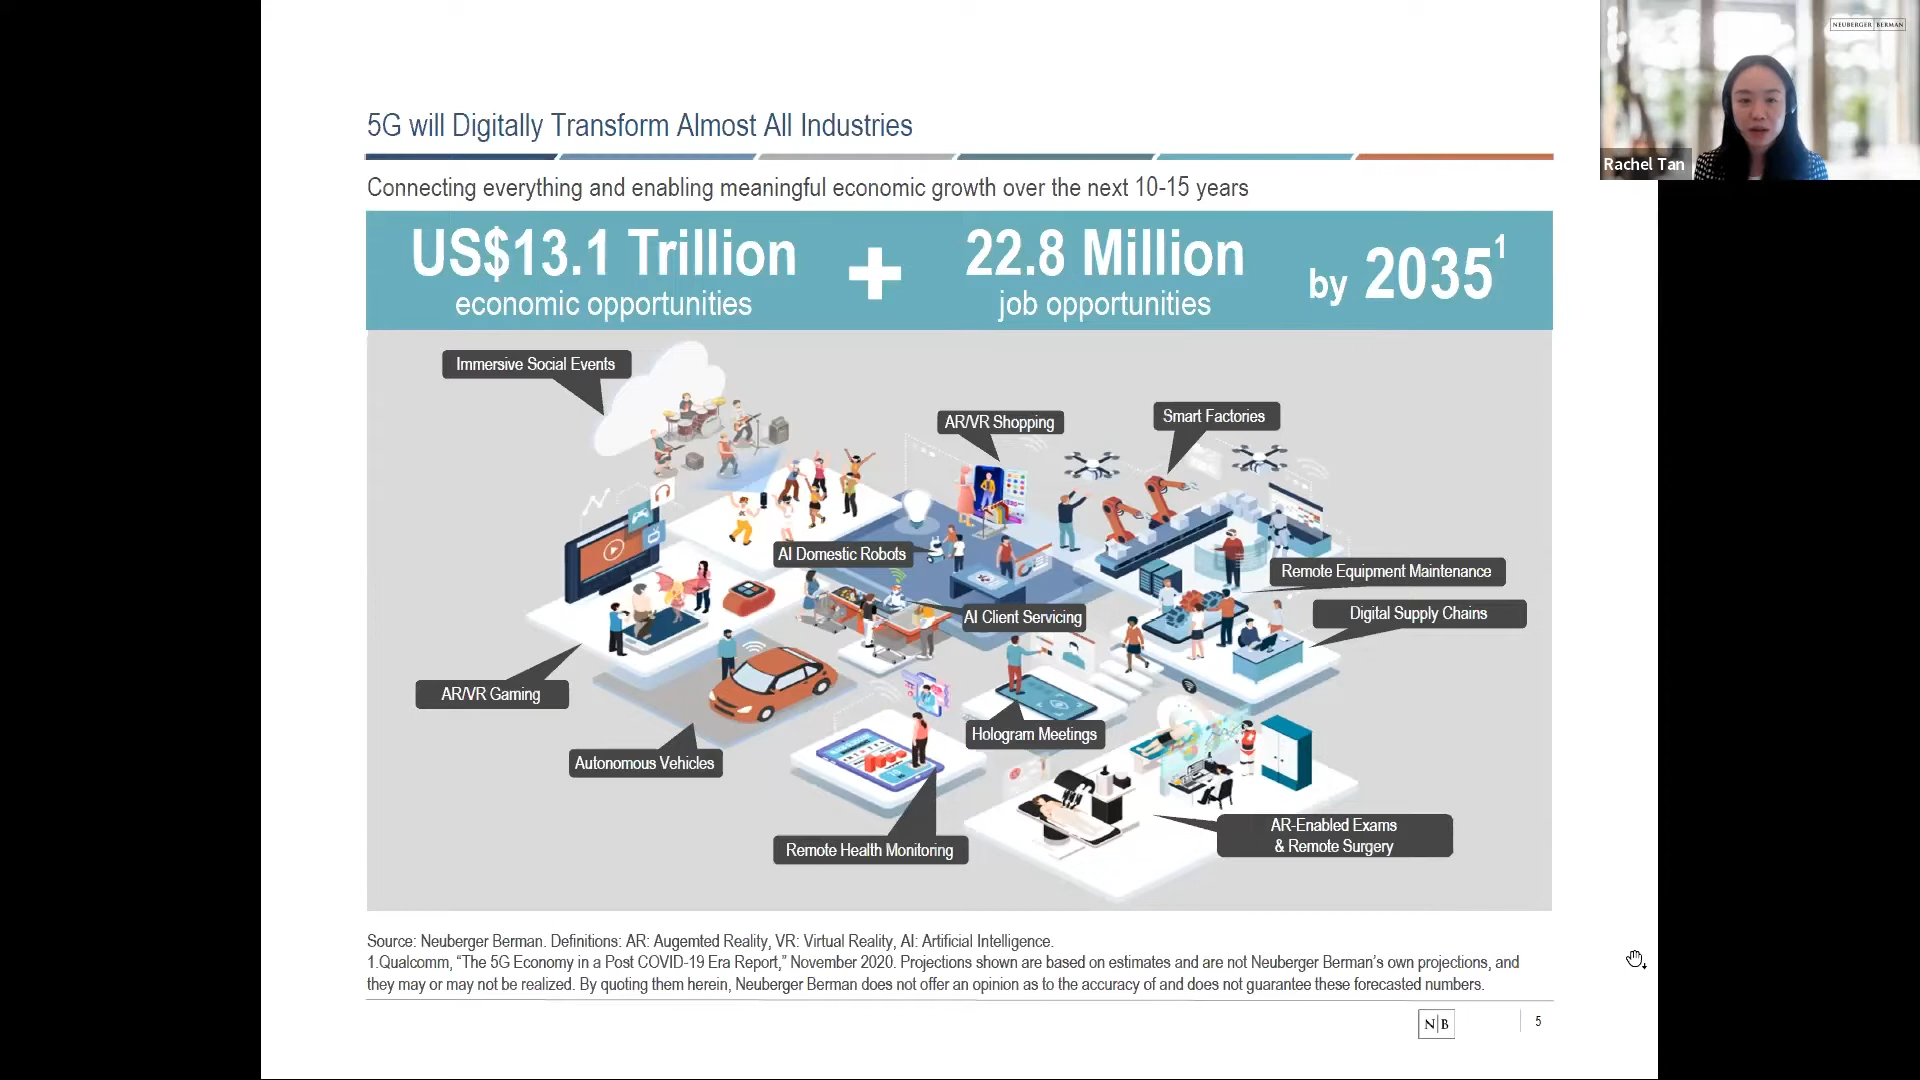 NEUBERGER BERMAN
Rachel Tan
5G will Digitally Transform Almost All Industries
Connecting everything and enabling meaningful economic growth over the next 10-15 years
US$13.1 Trillion
economic opportunities
+
22.8 Million
job opportunities
by 2035¹
Immersive Social Events
AR/VR Shopping
Smart Factories
AI Domestic Robots
Remote Equipment Maintenance
Digital Supply Chains
AI Client Servicing
AR/VR Gaming
Hologram Meetings
Autonomous Vehicles
AR-Enabled Exams
& Remote Surgery
Remote Health Monitoring
Source: Neuberger Berman. Definitions: AR: Augemted Reality, VR: Virtual Reality, AI: Artificial Intelligence.
1.Qualcomm, “The 5G Economy in a Post COVID-19 Era Report,” November 2020. Projections shown are based on estimates and are not Neuberger Berman’s own projections, and
they may or may not be realized. By quoting them herein, Neuberger Berman does not offer an opinion as to the accuracy of and does not guarantee these forecasted numbers.
N|B
5